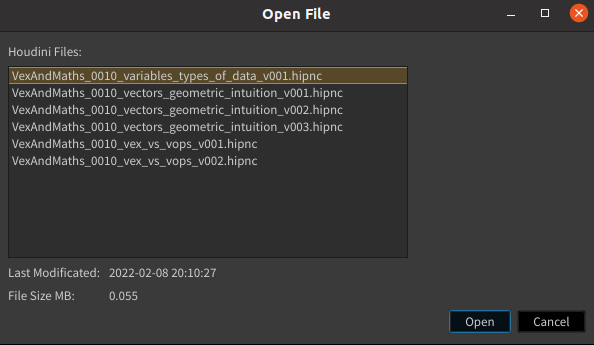 Open File
Houdini Files:
VexAndMaths_0010_variables_types_of_data_v001.hipnc
VexAndMaths_0010_vectors_geometric_intuition_v001.hipnc
VexAndMaths_0010_vectors_geometric_intuition_v002.hipnc
VexAndMaths_0010_vectors_geometric_intuition_v003.hipnc
VexAndMaths_0010_vex_vs_vops_v001.hipnc
VexAndMaths_0010_vex_vs_vops_v002.hipnc
Last Modificated: 2022-02-08 20:10:27
File Size MB: 0.055
Open Cancel